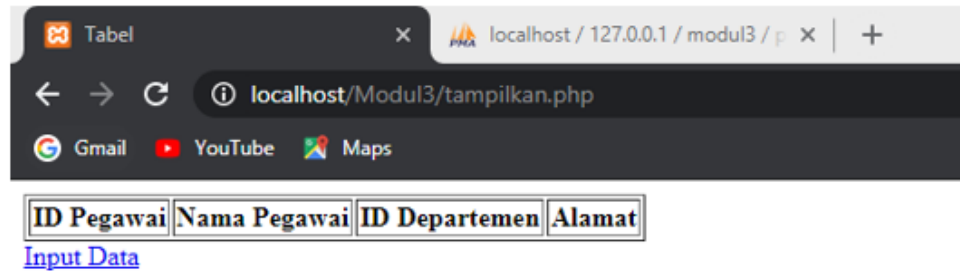 Tabel
localhost / 127.0.0.1 / modul3 / p
localhost/Modul3/tampilkan.php
Gmail YouTube Maps
ID Pegawai Nama Pegawai ID Departemen Alamat
Input Data